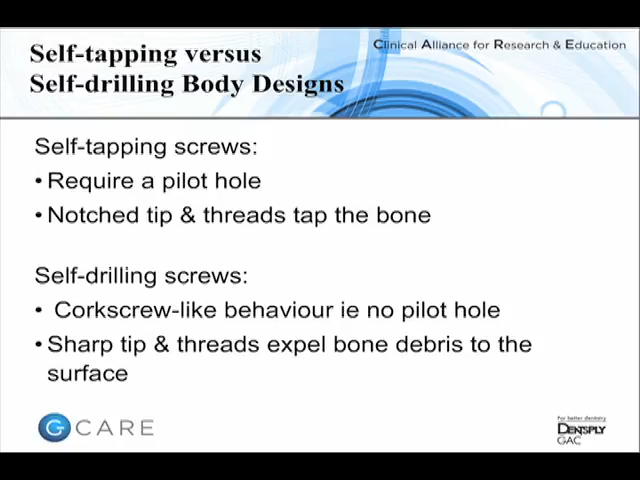 Clinical Alliance for Research & Education
Self-tapping versus
Self-drilling Body Designs
Self-tapping screws:
• Require a pilot hole
• Notched tip & threads tap the bone
Self-drilling screws:
• Corkscrew-like behaviour ie no pilot hole
• Sharp tip & threads expel bone debris to the
surface
G CARE
For better dentistry
DENTSPLY
GAC